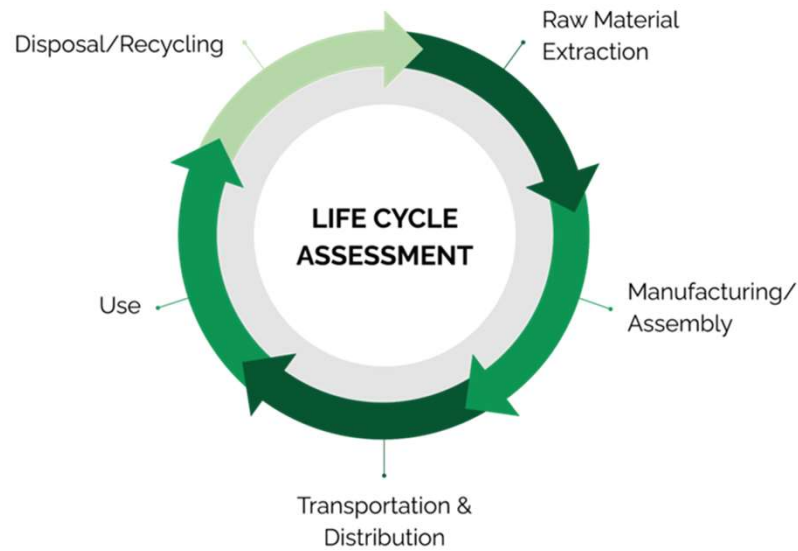 Disposal/Recycling
Raw Material
Extraction
LIFE CYCLE
ASSESSMENT
Use
Manufacturing/
Assembly
Transportation &
Distribution